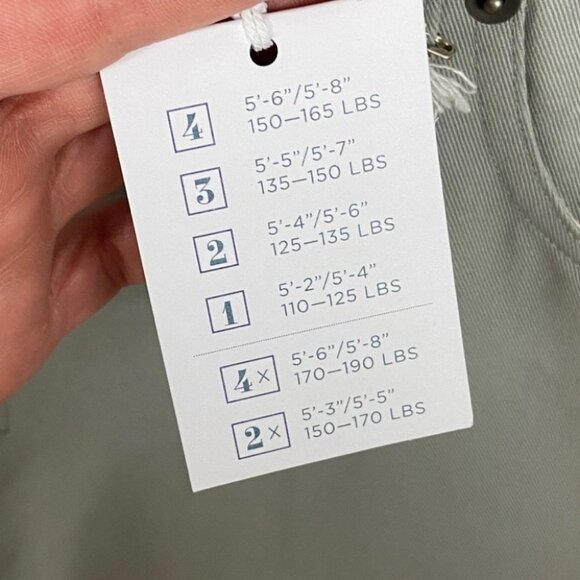 4 5'-6"/5'-8"
150–165 LBS
3 5'-5"/5'-7"
135–150 LBS
2 5'-4"/5'-6"
125–135 LBS
1 5'-2"/5'-4"
110–125 LBS
4× 5'-6"/5'-8"
170–190 LBS
2× 5'-3"/5'-5"
150–170 LBS